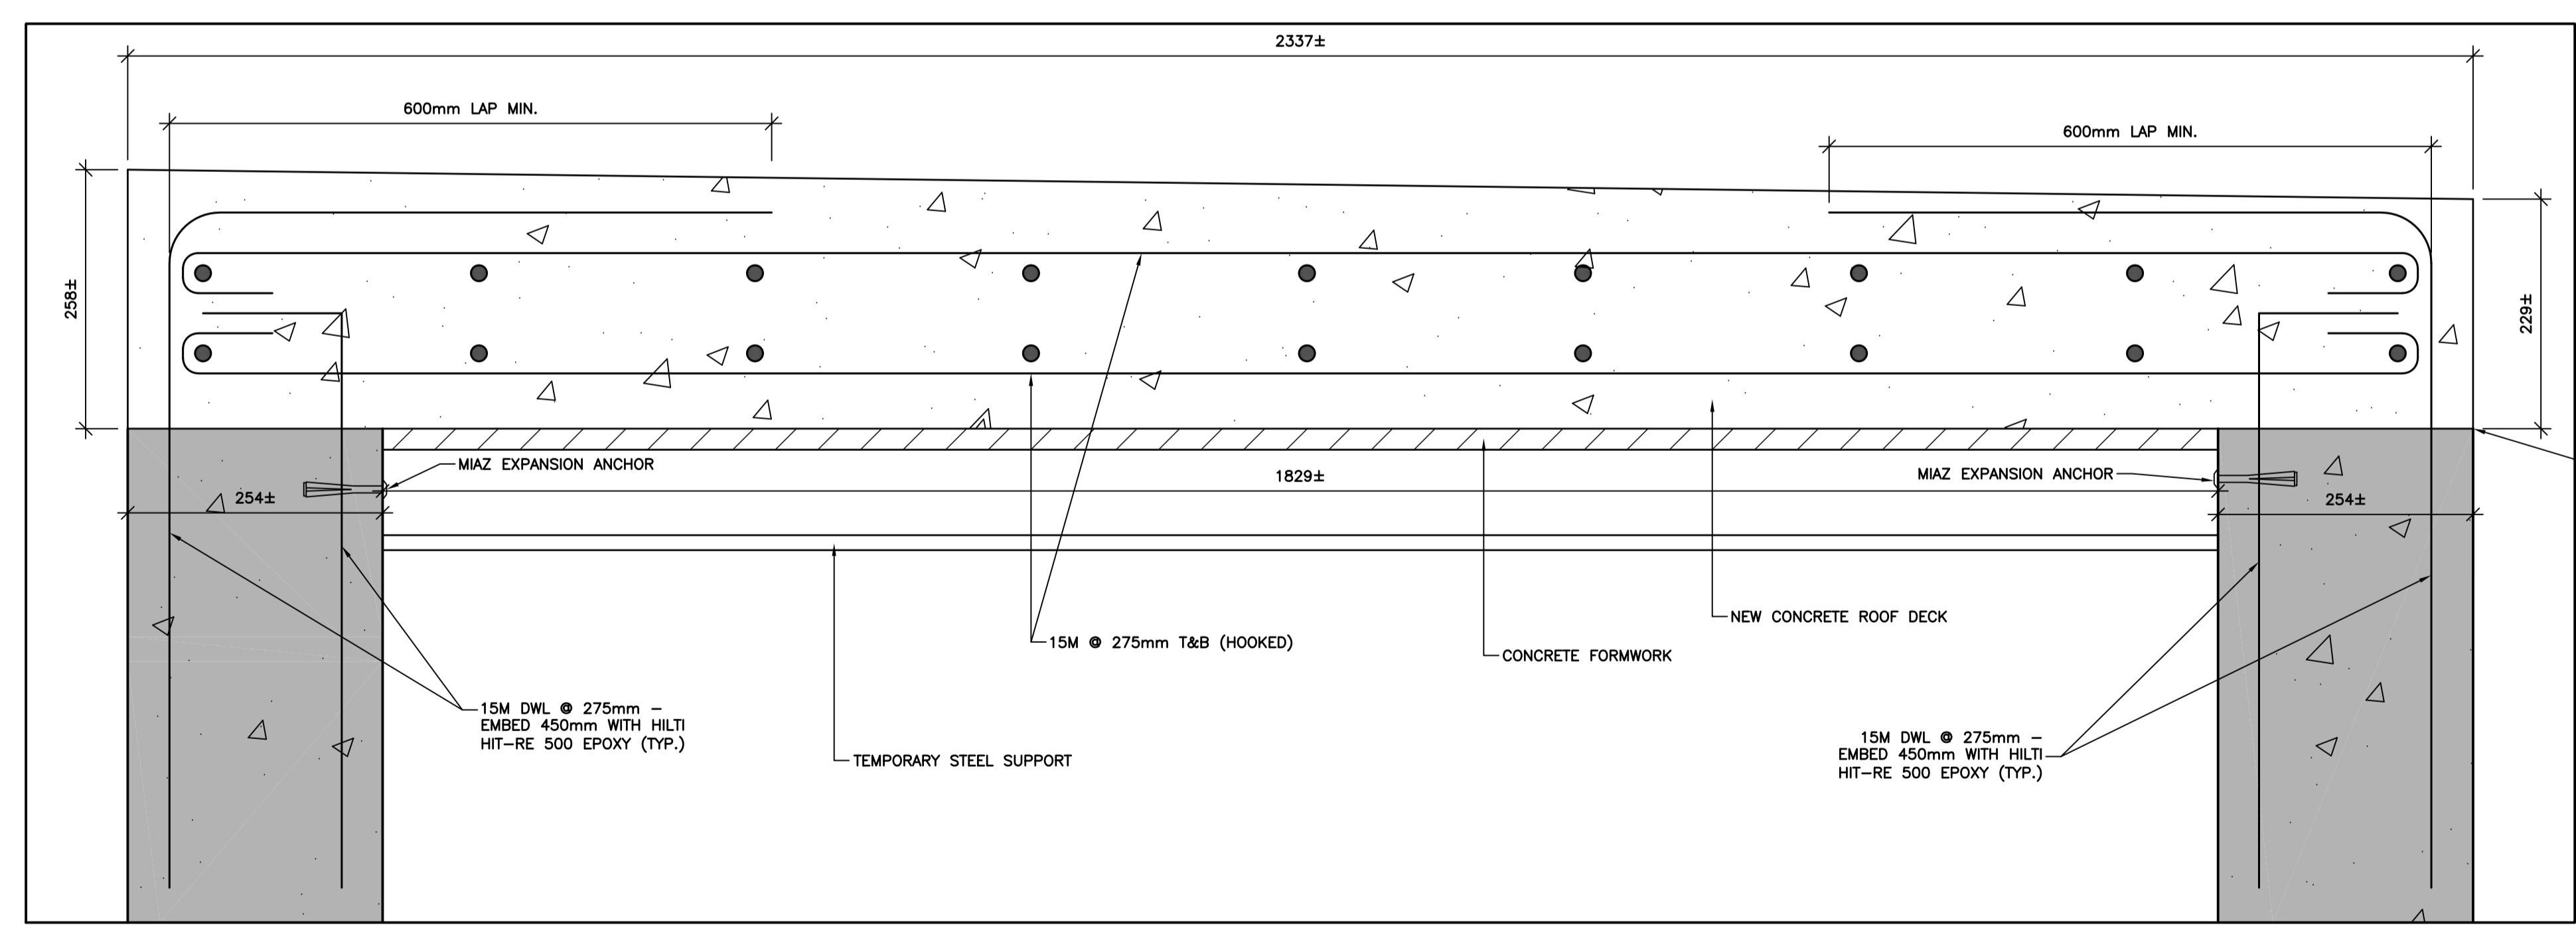 2337±
600mm LAP MIN.
600mm LAP MIN.
258±
229±
MIAZ EXPANSION ANCHOR
1829±
MIAZ EXPANSION ANCHOR
254±
254±
NEW CONCRETE ROOF DECK
15M @ 275mm T&B (HOOKED)
CONCRETE FORMWORK
15M DWL @ 275mm –
EMBED 450mm WITH HILTI
HIT–RE 500 EPOXY (TYP.)
15M DWL @ 275mm –
EMBED 450mm WITH HILTI
HIT–RE 500 EPOXY (TYP.)
TEMPORARY STEEL SUPPORT